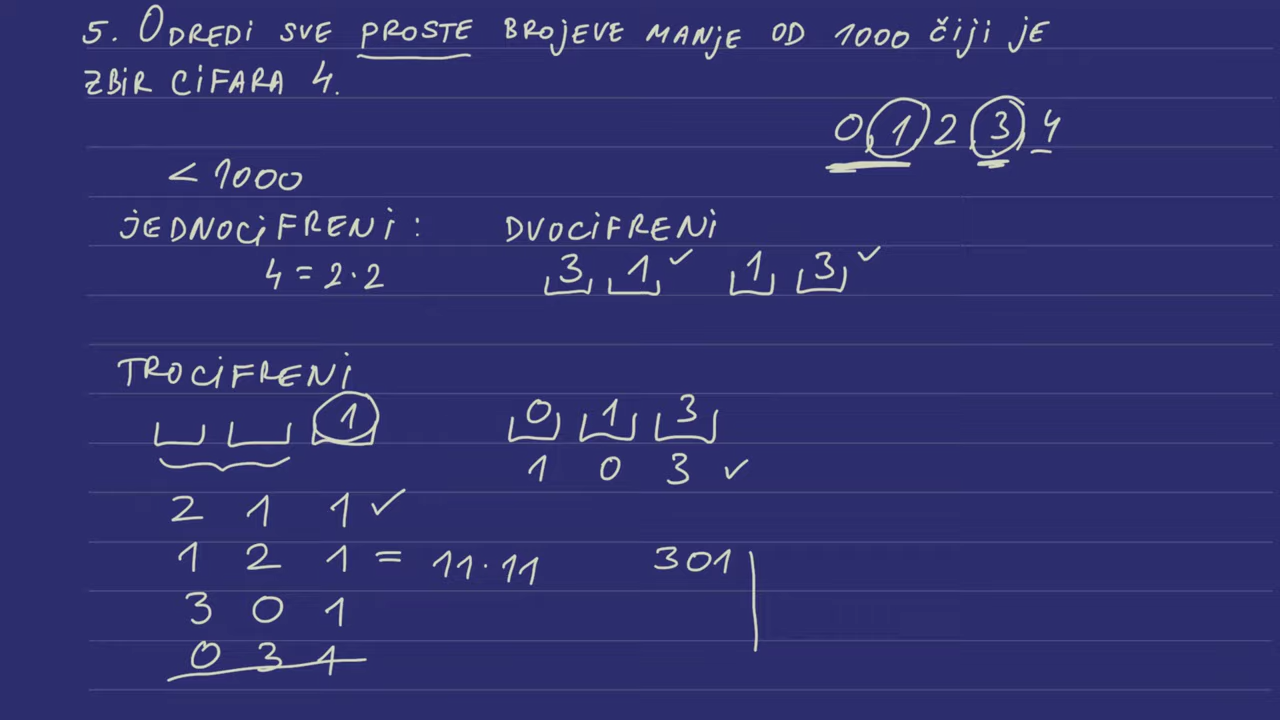 5. ODREDI SVE PROSTE BROJEVE MANJE OD 1000 ČIJI JE
ZBIR CIFARA 4.
0 1 2 3 4
< 1000
JEDNOCIFRENI: DVOCIFRENI
4 = 2·2 3 1 ✓ 1 3 ✓
TROCIFRENI
1 0 1 3
1 0 3 ✓
2 1 1 ✓
1 2 1 = 11·11 301
3 0 1
0 3 1